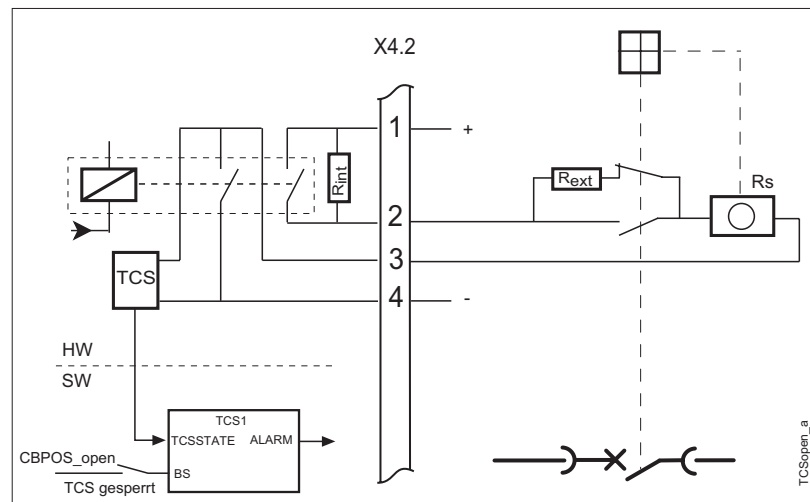 X4.2
1
+
Rint
Rext
Rs
2
3
TCS
4
-
HW
SW
TCS1
TCSSTATE ALARM
CBPOS_open
BS
TCS gesperrt
TCSopen_a